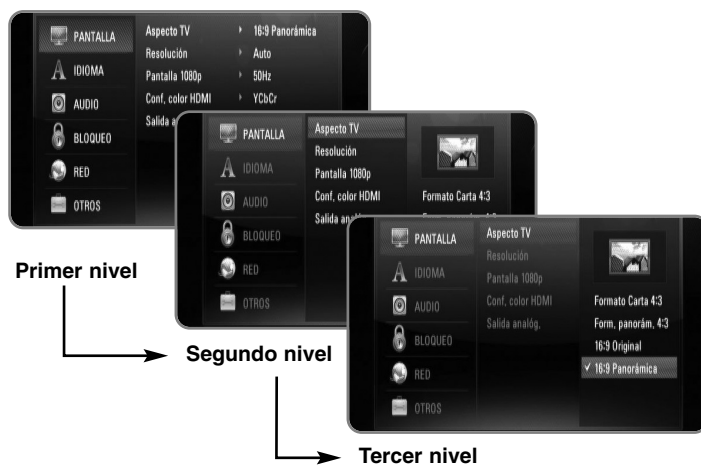 PANTALLA
IDIOMA
AUDIO
BLOQUEO
RED
OTROS
Aspecto TV 16:9 Panorámica
Resolución Auto
Pantalla 1080p 50Hz
Conf, color HDMI YCbCr
Salida
Primer nivel
PANTALLA
IDIOMA
AUDIO
BLOQUEO
RED
OTROS
Aspecto TV
Resolución
Pantalla 1080p
Conf, color HDMI
Salida
Formato Carta 4:3
Segundo nivel
PANTALLA
IDIOMA
AUDIO
BLOQUEO
RED
OTROS
Aspecto TV
Resolución
Pantalla 1080p
Conf, color HDMI
Salida analóg.
Formato Carta 4:3
Form, panorám, 4:3
16:9 Original
✓ 16:9 Panorámica
Tercer nivel